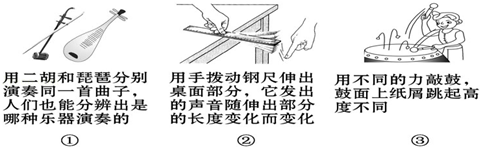 用二胡和琵琶分别
演奏同一首曲子，
人们也能分辨出是
哪种乐器演奏的
①
用手拨动钢尺伸出
桌面部分，它发出
的声音随伸出部分
的长度变化而变化
②
用不同的力敲鼓，
鼓面上纸屑跳起高
度不同
③